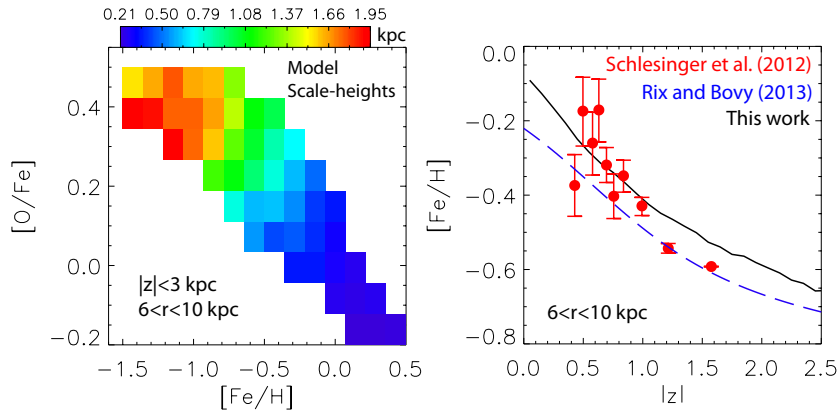 0.21 0.50 0.79 1.08 1.37 1.66 1.95 kpc
Model
Scale-heights
[O/Fe]
0.4
0.2
0.0
−0.2
|z|<3 kpc
6<r<10 kpc
−1.5 −1.0 −0.5 0.0 0.5
[Fe/H]
Schlesinger et al. (2012)
Rix and Bovy (2013)
This work
[Fe/H]
0.0
−0.2
−0.4
−0.6
−0.8
6<r<10 kpc
0.0 0.5 1.0 1.5 2.0 2.5
|z|